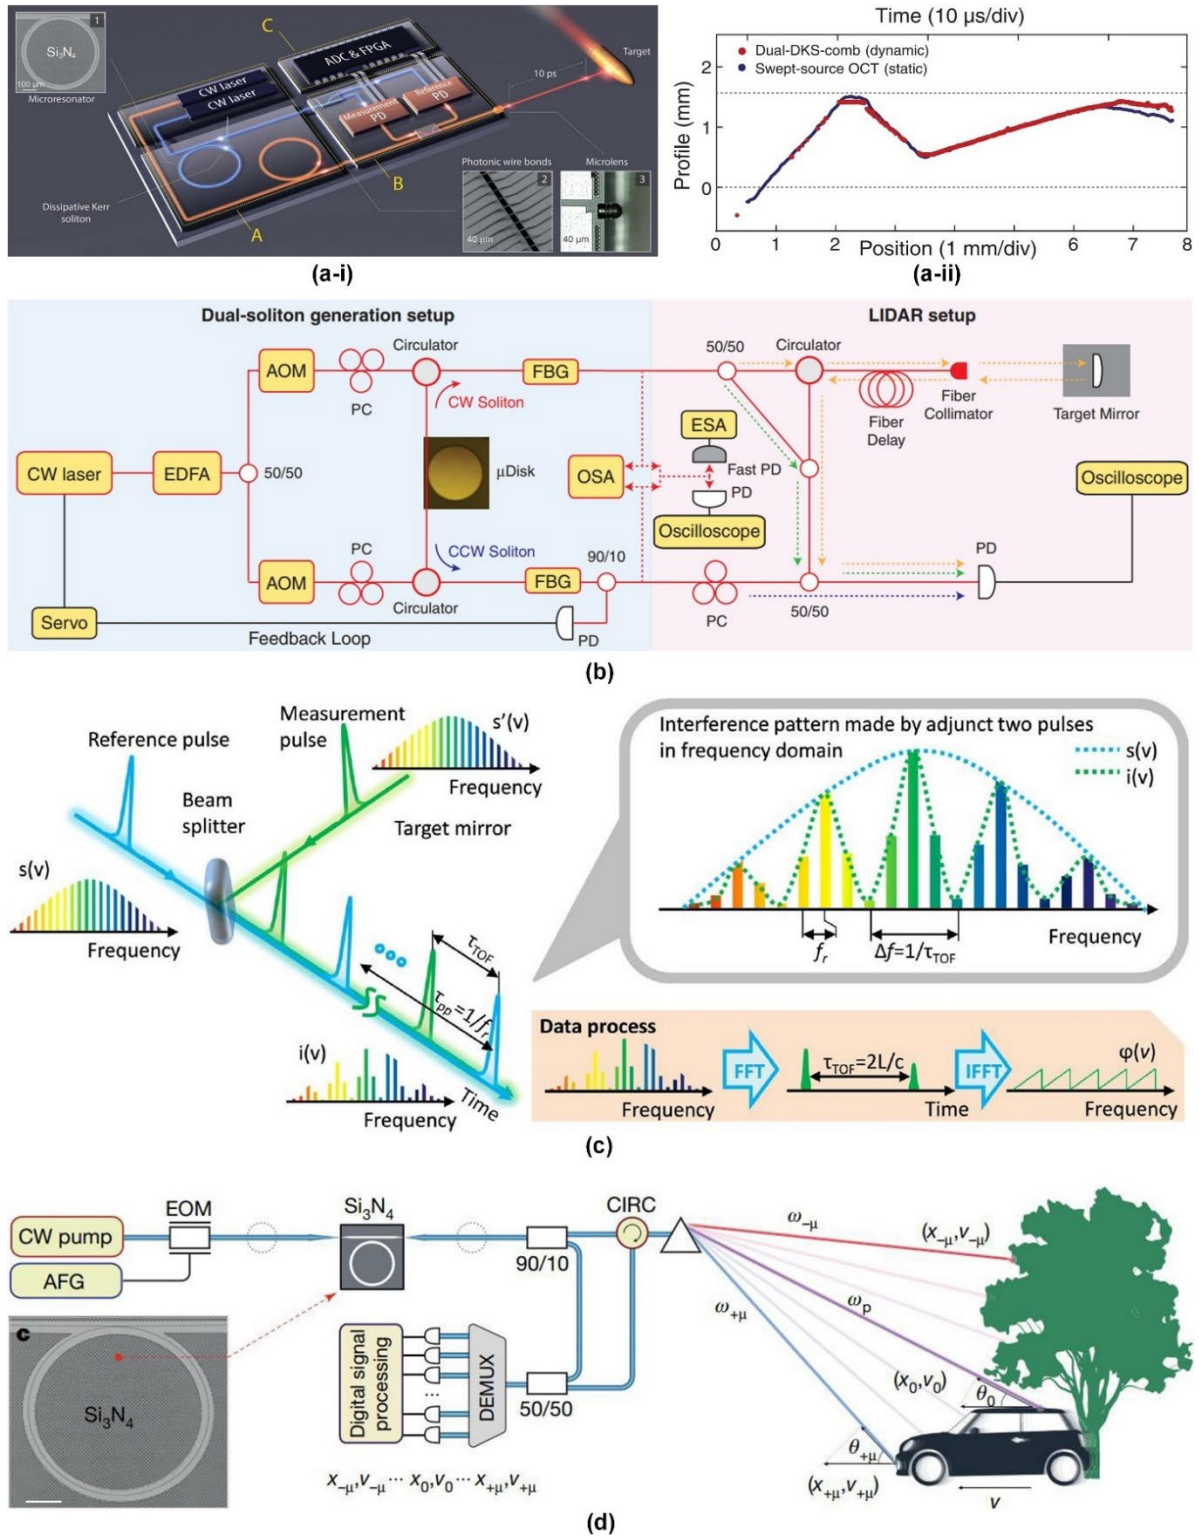 1
Si₃N₄
100 µm
Microresonator
CW laser
CW laser
Dissipative Kerr
soliton
A
C
ADC & FPGA
Measurement
PD
Reference
PD
B
10 ps
Target
Photonic wire bonds
2
40 µm
Microlens
3
40 µm
(a-i)
Time (10 µs/div)
Dual-DKS-comb (dynamic)
Swept-source OCT (static)
Profile (mm)
2
1
0
0 1 2 3 4 5 6 7 8
Position (1 mm/div)
(a-ii)
Dual-soliton generation setup
LIDAR setup
CW laser
EDFA
50/50
AOM
PC
Circulator
FBG
CW Soliton
µDisk
CCW Soliton
90/10
AOM
PC
Circulator
FBG
Servo
Feedback Loop
PD
OSA
ESA
Fast PD
PD
Oscilloscope
50/50
Circulator
Fiber
Delay
Fiber
Collimator
Target Mirror
Oscilloscope
PD
PC
50/50
(b)
Reference pulse
Measurement
pulse
s'(v)
Frequency
Beam
splitter
Target mirror
s(v)
Frequency
τTOF
τpp=1/fr
i(v)
Frequency
Time
Interference pattern made by adjunct two pulses
in frequency domain
s(v)
i(v)
fr
Δf=1/τTOF
Frequency
Data process
Frequency
FFT
τTOF=2L/c
Time
IFFT
φ(v)
Frequency
(c)
CW pump
EOM
AFG
Si₃N₄
90/10
CIRC
c
Si₃N₄
Digital signal
processing
...
DEMUX
50/50
x−µ,v−µ ··· x0,v0 ··· x+µ,v+µ
ω−µ
(x−µ,v−µ)
ωp
ω+µ
(x0,v0)
θ0
θ+µ
(x+µ,v+µ)
v
(d)